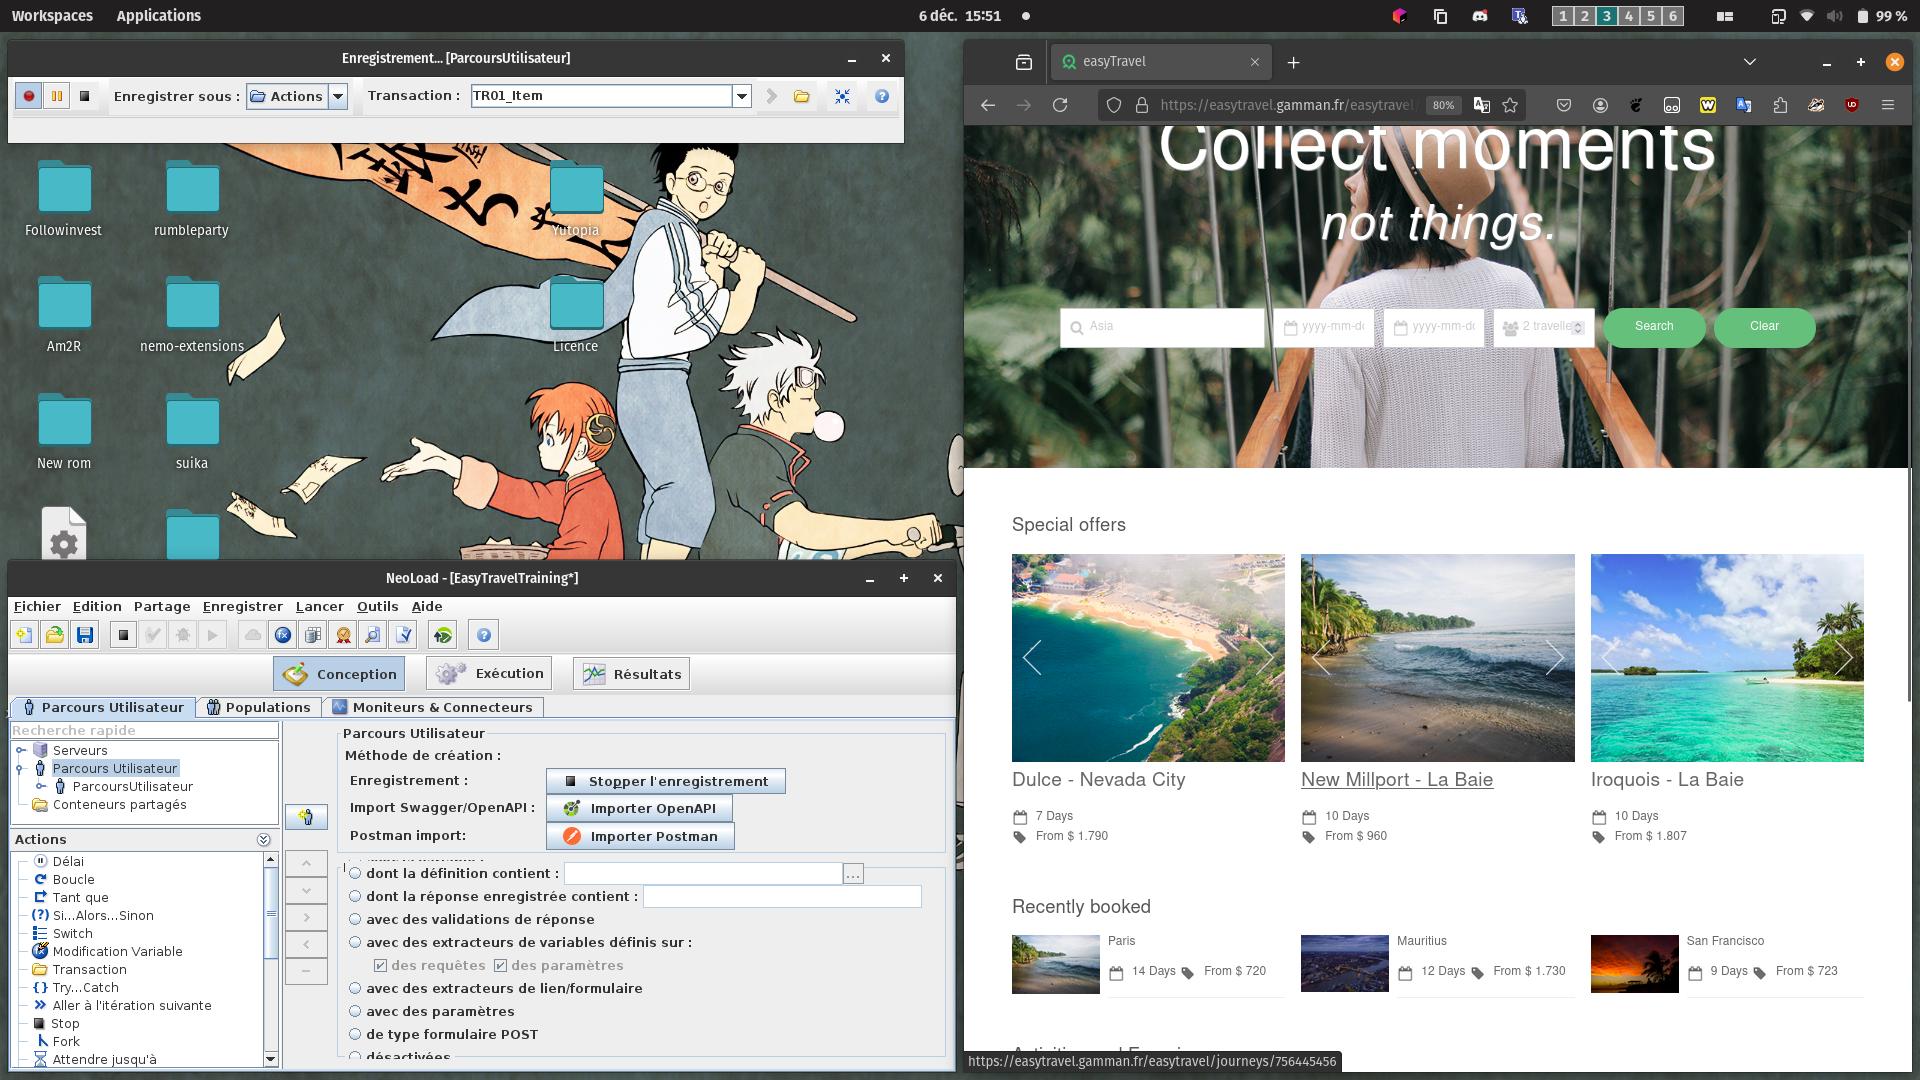 Workspaces Applications 6 déc. 15:51 1 2 3 4 5 6 99 %
Enregistrement... [ParcoursUtilisateur]
Enregistrer sous : Actions Transaction : TR01_Item
Followinvest rumbleparty Yutopia
Am2R nemo-extensions Licence
New rom suika
NeoLoad - [EasyTravelTraining*]
Fichier Edition Partage Enregistrer Lancer Outils Aide
Conception Exécution Résultats
Parcours Utilisateur Populations Moniteurs & Connecteurs
Recherche rapide
Serveurs
Parcours Utilisateur
ParcoursUtilisateur
Conteneurs partagés
Actions
Délai
Boucle
Tant que
Si...Alors...Sinon
Switch
Modification Variable
Transaction
Try...Catch
Aller à l'itération suivante
Stop
Fork
Attendre jusqu'à
Parcours Utilisateur
Méthode de création :
Enregistrement : Stopper l'enregistrement
Import Swagger/OpenAPI : Importer OpenAPI
Postman import: Importer Postman
dont la définition contient : ...
dont la réponse enregistrée contient :
avec des validations de réponse
avec des extracteurs de variables définis sur :
des requêtes des paramètres
avec des extracteurs de lien/formulaire
avec des paramètres
de type formulaire POST
désactivées
easyTravel
https://easytravel.gamman.fr/easytravel/ 80%
Collect moments
not things.
Asia yyyy-mm-dd yyyy-mm-dd 2 travelle Search Clear
Special offers
Dulce - Nevada City
7 Days
From $ 1.790
New Millport - La Baie
10 Days
From $ 960
Iroquois - La Baie
10 Days
From $ 1.807
Recently booked
Paris
14 Days From $ 720
Mauritius
12 Days From $ 1.730
San Francisco
9 Days From $ 723
https://easytravel.gamman.fr/easytravel/journeys/756445456